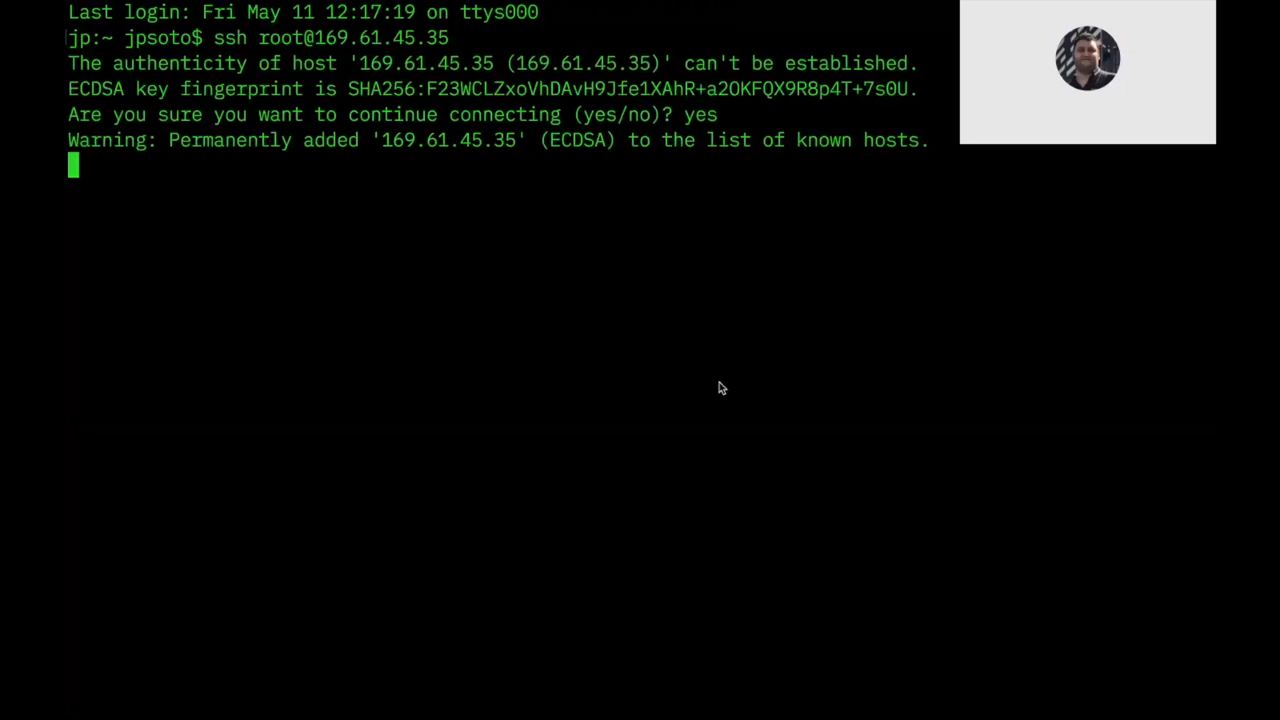 Last login: Fri May 11 12:17:19 on ttys000
jp:~ jpsoto$ ssh root@169.61.45.35
The authenticity of host '169.61.45.35 (169.61.45.35)' can't be established.
ECDSA key fingerprint is SHA256:F23WCLZxoVhDAvH9Jfe1XAhR+a2OKFQX9R8p4T+7s0U.
Are you sure you want to continue connecting (yes/no)? yes
Warning: Permanently added '169.61.45.35' (ECDSA) to the list of known hosts.